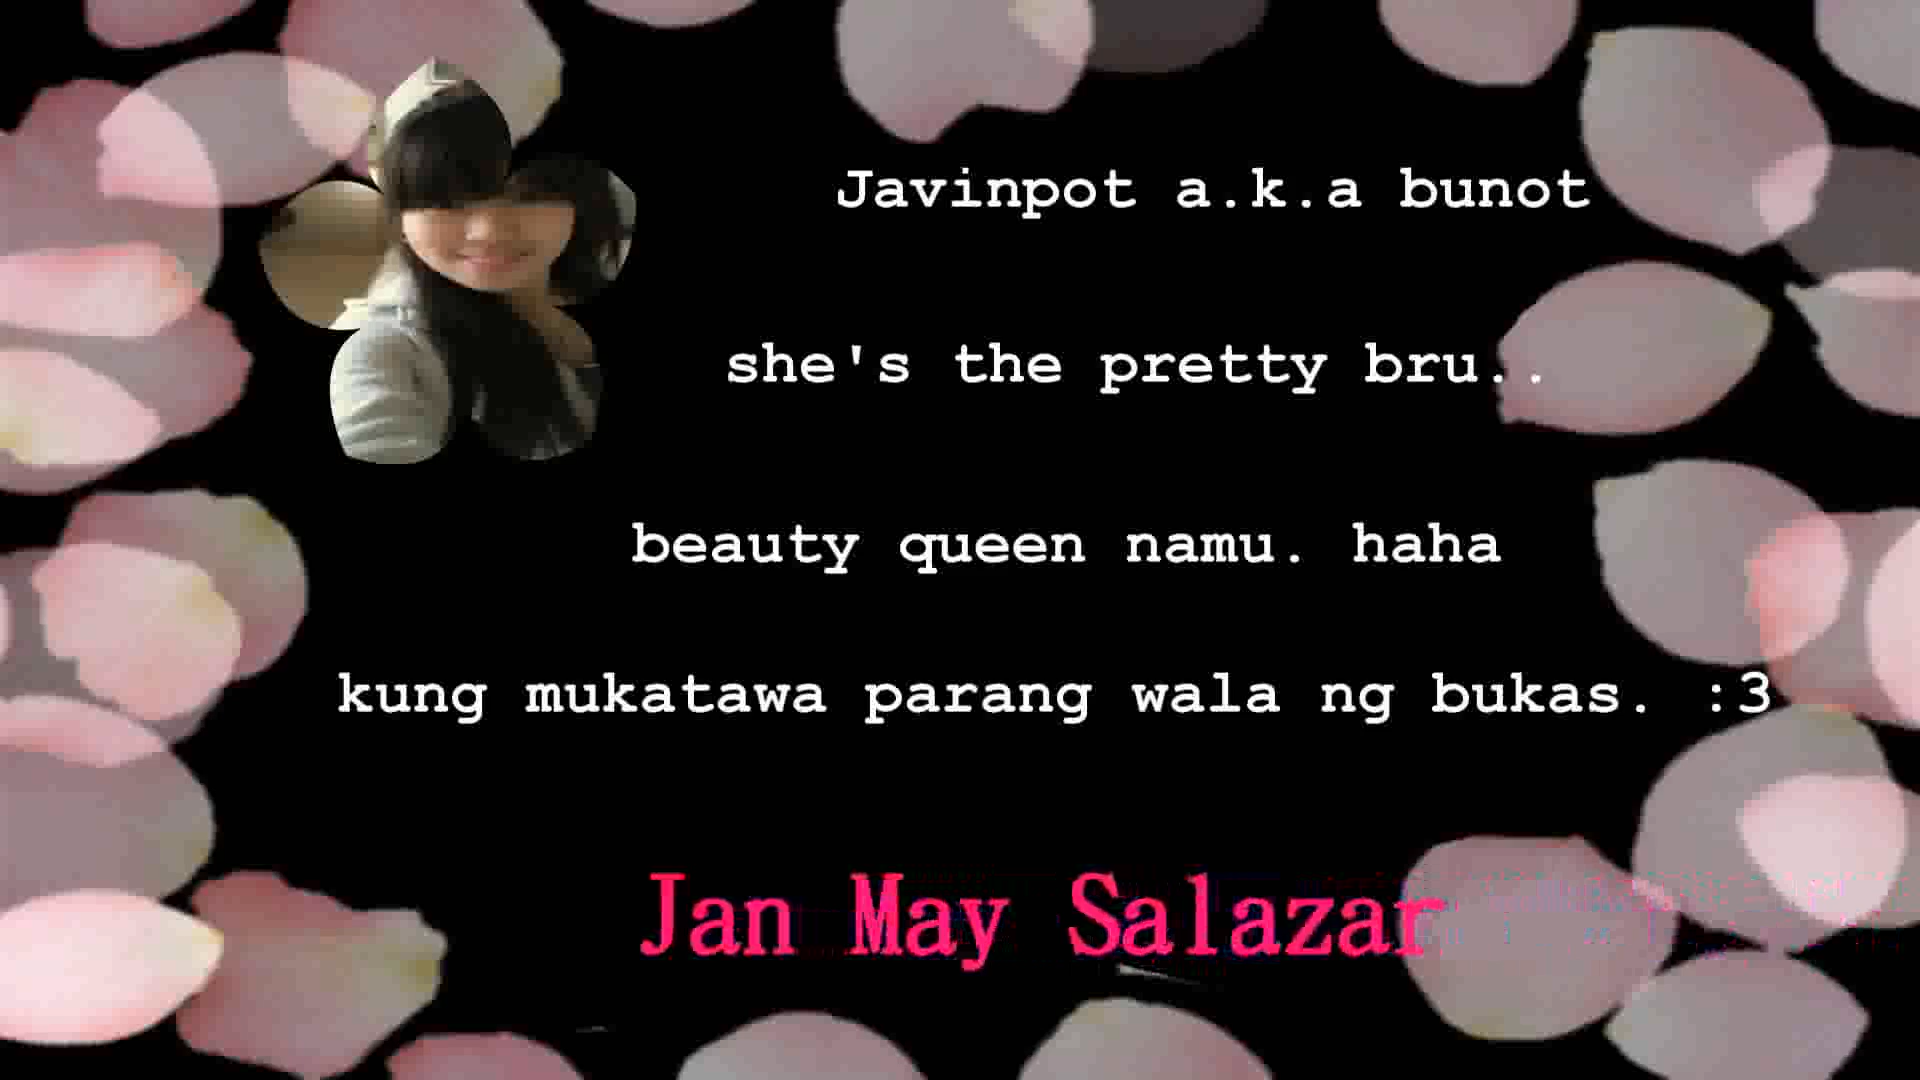 Javinpot a.k.a bunot
she's the pretty bru..
beauty queen namu. haha
kung mukatawa parang wala ng bukas. :3
Jan May Salazar